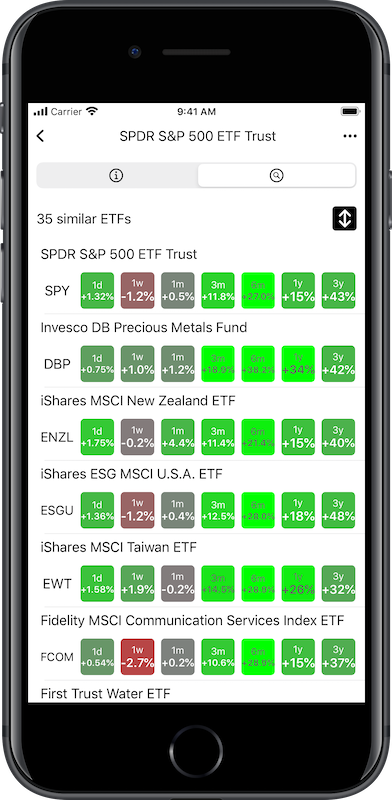 Carrier 9:41 AM
SPDR S&P 500 ETF Trust
35 similar ETFs
SPDR S&P 500 ETF Trust
SPY 1d +1.32% 1w -1.2% 1m +0.5% 3m +11.8% 6m +27.0% 1y +15% 3y +43%
Invesco DB Precious Metals Fund
DBP 1d +0.75% 1w +1.0% 1m +1.2% 3m +18.9% 6m +38.2% 1y +34% 3y +42%
iShares MSCI New Zealand ETF
ENZL 1d +1.75% 1w -0.2% 1m +4.4% 3m +11.4% 6m +21.4% 1y +15% 3y +40%
iShares ESG MSCI U.S.A. ETF
ESGU 1d +1.36% 1w -1.2% 1m +0.4% 3m +12.5% 6m +28.0% 1y +18% 3y +48%
iShares MSCI Taiwan ETF
EWT 1d +1.58% 1w +1.9% 1m -0.2% 3m +14.6% 6m +28.9% 1y +26% 3y +32%
Fidelity MSCI Communication Services Index ETF
FCOM 1d +0.54% 1w -2.7% 1m +0.2% 3m +10.6% 6m +28.9% 1y +15% 3y +37%
First Trust Water ETF